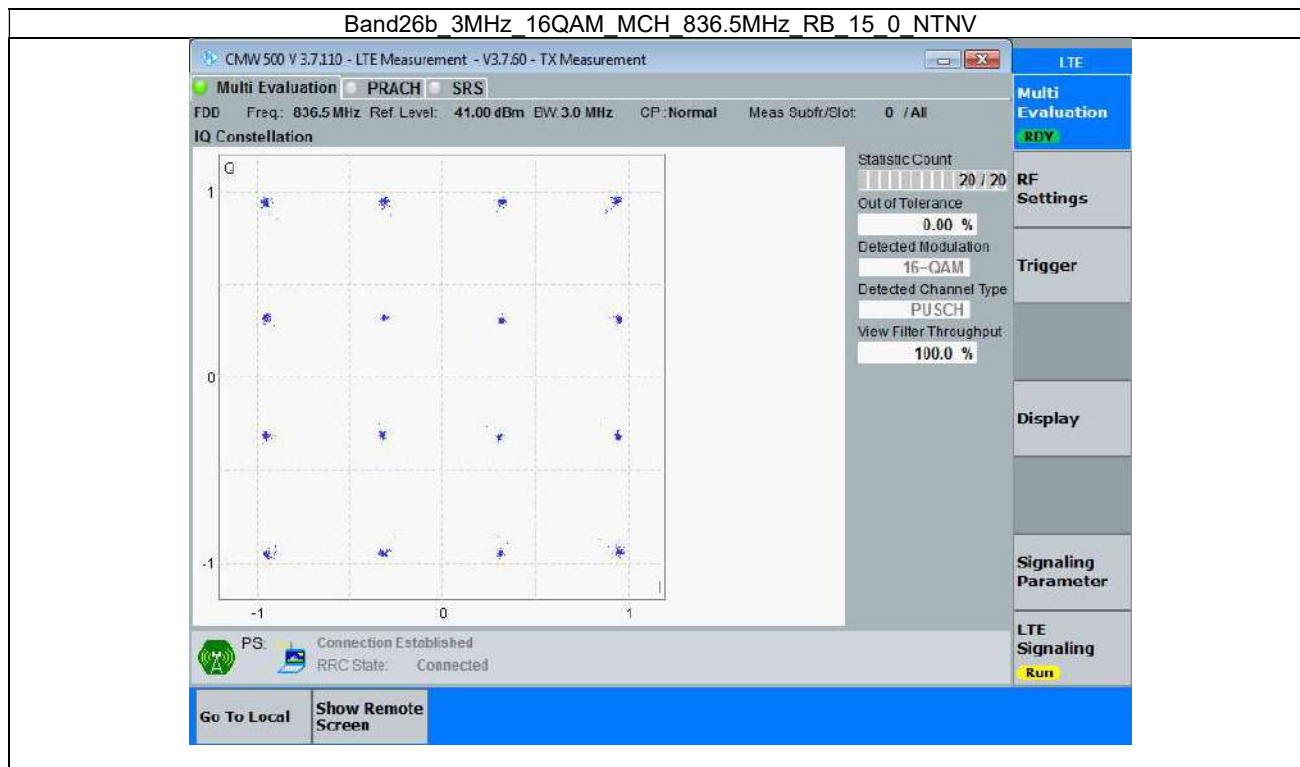 Band26b_3MHz_16QAM_MCH_836.5MHz_RB_15_0_NTNV
CMW 500 V 3.7.110 - LTE Measurement - V3.7.60 - TX Measurement
LTE
Multi Evaluation PRACH SRS
FDD Freq.: 836.5 MHz Ref. Level: 41.00 dBm BW: 3.0 MHz CP: Normal Meas Subfr/Slot: 0 / All
IQ Constellation
Q
1
0
-1
-1 0 1
I
Statistic Count
20 / 20
Out of Tolerance
0.00 %
Detected Modulation
16-QAM
Detected Channel Type
PUSCH
View Filter Throughput
100.0 %
Multi
Evaluation
RDY
RF
Settings
Trigger
Display
Signaling
Parameter
LTE
Signaling
Run
PS: Connection Established
RRC State: Connected
Go To Local
Show Remote
Screen